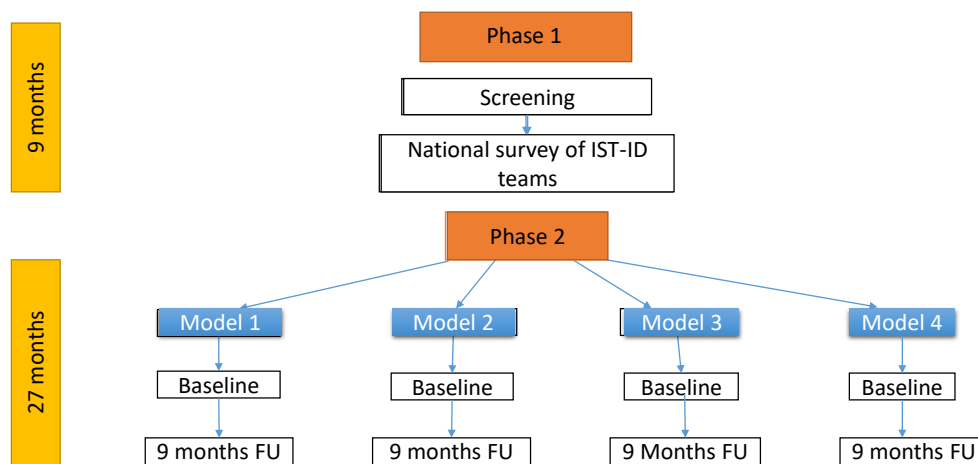 Phase 1
9 months
Screening
National survey of IST-ID
teams
Phase 2
27 months
Model 1
Model 2
Model 3
Model 4
Baseline
Baseline
Baseline
Baseline
9 months FU
9 months FU
9 Months FU
9 months FU